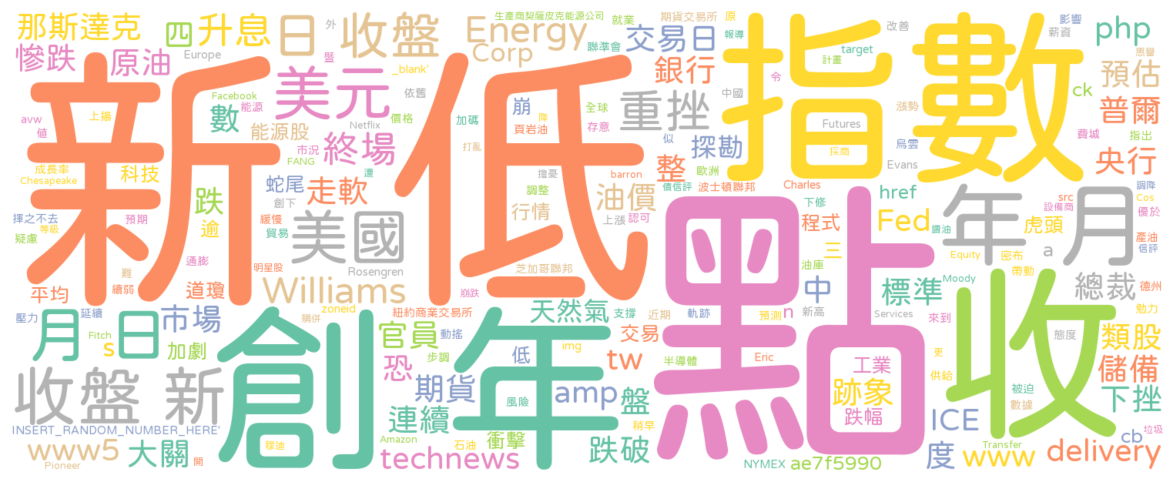 新低
指數
點
創
年
收
年 月
月 日
收盤 新
美元
美國
日 收盤
那斯達克
四 升息
慘跌 原油
Energy
Corp
生產商契薩皮克能源公司
就業
聯準會
期貨交易所
原
報導
交易日
銀行
重挫
改善
影響
薪資
php
target
計畫
預估
ck
普爾
央行
費城
指出
漲勢
烏雲
令
中國
Futures
採商
Evans
外
Europe
盤
依舊
_blank'
上揚
avw
值
Facebook
能源
數
能源股
Netflix
價格
加碼
崩
降
頁岩油
全球
存意
似
探勘
歐洲
成長率
Chesapeake
科技
市況
FANG
終場
打亂
整
揮之不去
等級
預期
跌
蛇尾
創下
走軟
遭
擔憂
調整
行情
油價
barron
債信評
波士頓聯邦
Charles
href
src
調降
Cos
設備商
優於
疑慮
逾
緩慢
貿易
上漲
認可
下修
程式
Fed
虎頭
產油
信評
難
續弱
通膨
明星股
Rosengren
芝加哥聯邦
三
油庫
中
a
Equity
密布
帶動
德州
平均
道瓊
Williams
崩跌
總裁
標準
Moody
壓力
延續
市場
zoneid
紐約商業交易所
天然氣
支撐
近期
軌跡
n
預測
新高
Services
來到
勉力
Fitch
s
加劇
購併
官員
動搖
步調
低
img
交易
tw
半導體
Eric
工業
更
供給
態度
類股
儲備
恐
期貨
風險
amp
盤
跡象
跌幅
被迫
數據
下挫
INSERT_RANDOM_NUMBER_HERE'
連續
稍早
ICE
cb
垃圾
www5
Pioneer
大關
開
Amazon
石油
technews
衝擊
跌破
NYMEX
ae7f5990
度
Transfer
www
delivery